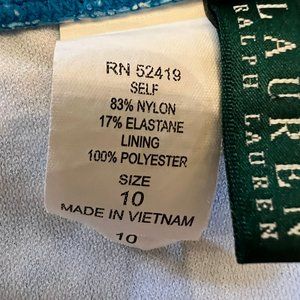 RN 52419
SELF
83% NYLON
17% ELASTANE
LINING
100% POLYESTER
SIZE
10
MADE IN VIETNAM
10
LAUREN
RALPH LAUREN